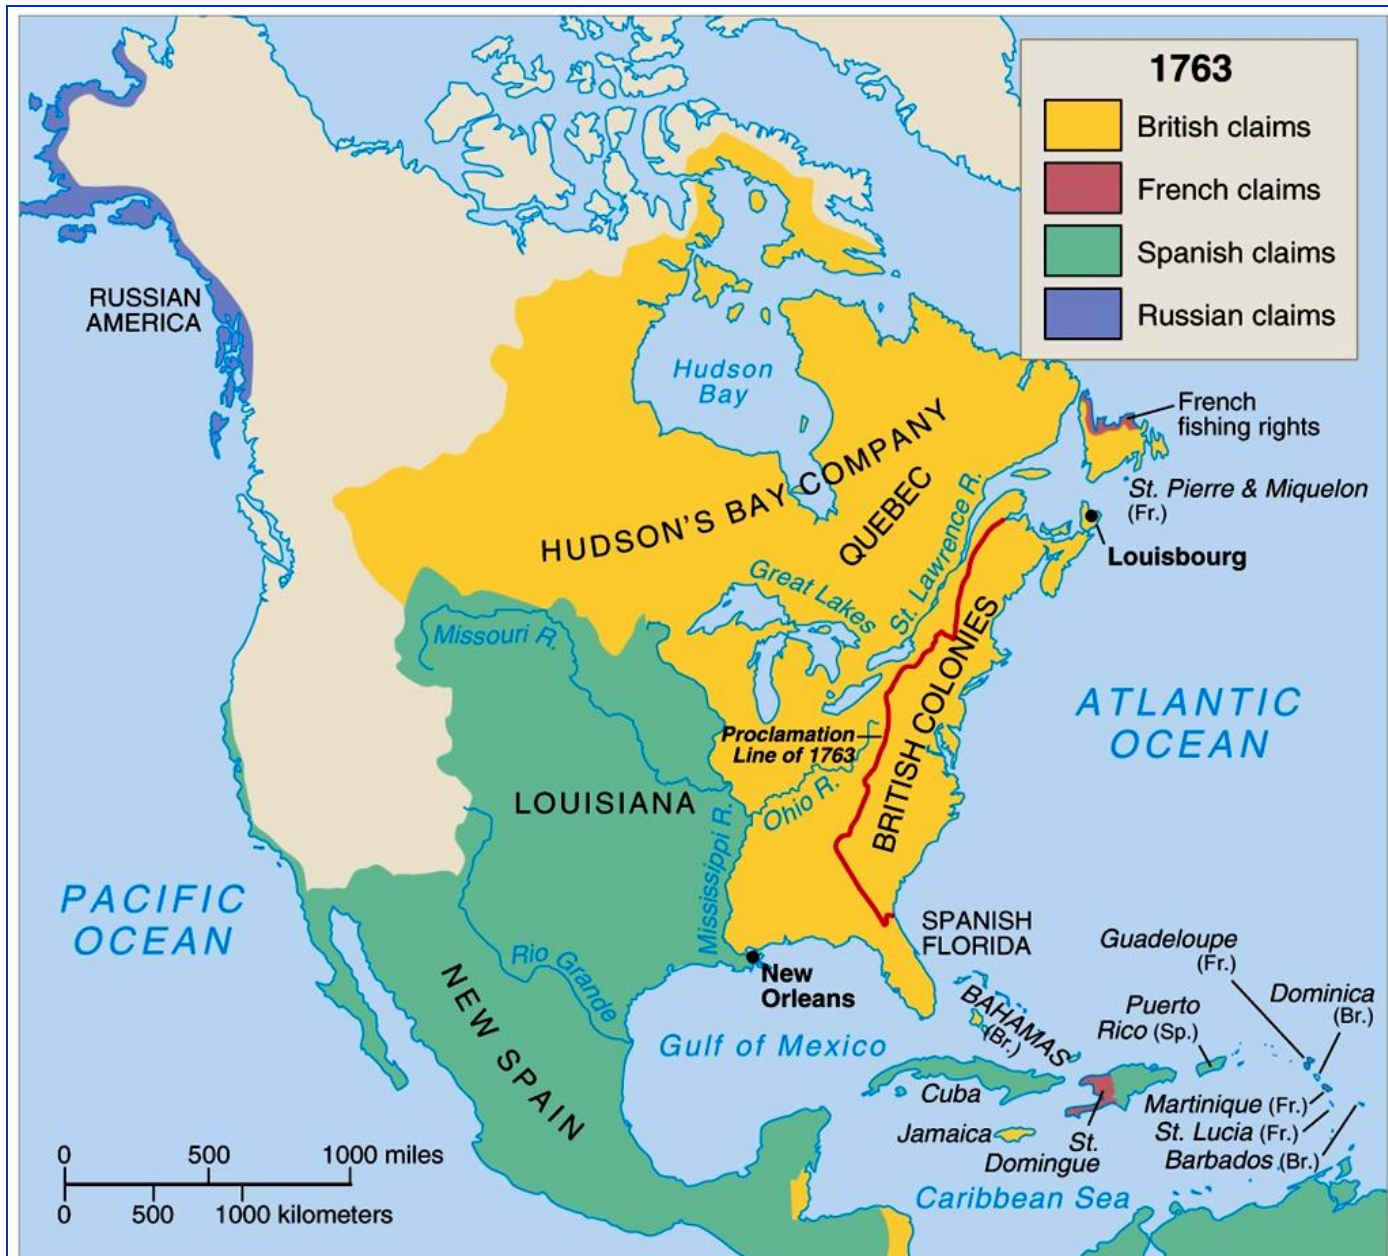 1763
British claims
French claims
Spanish claims
Russian claims
RUSSIAN
AMERICA
Hudson
Bay
French
fishing rights
St. Pierre & Miquelon
(Fr.)
Louisbourg
HUDSON'S BAY COMPANY
QUEBEC
St. Lawrence R.
Great Lakes
Missouri R.
BRITISH COLONIES
ATLANTIC
OCEAN
Proclamation
Line of 1763
Ohio R.
LOUISIANA
Mississippi R.
PACIFIC
OCEAN
SPANISH
FLORIDA
New
Orleans
Rio Grande
NEW SPAIN
Gulf of Mexico
BAHAMAS
(Br.)
Guadeloupe
(Fr.)
Dominica
(Br.)
Puerto
Rico (Sp.)
Cuba
Jamaica
St.
Domingue
Martinique (Fr.)
St. Lucia (Fr.)
Barbados (Br.)
Caribbean Sea
0 500 1000 miles
0 500 1000 kilometers